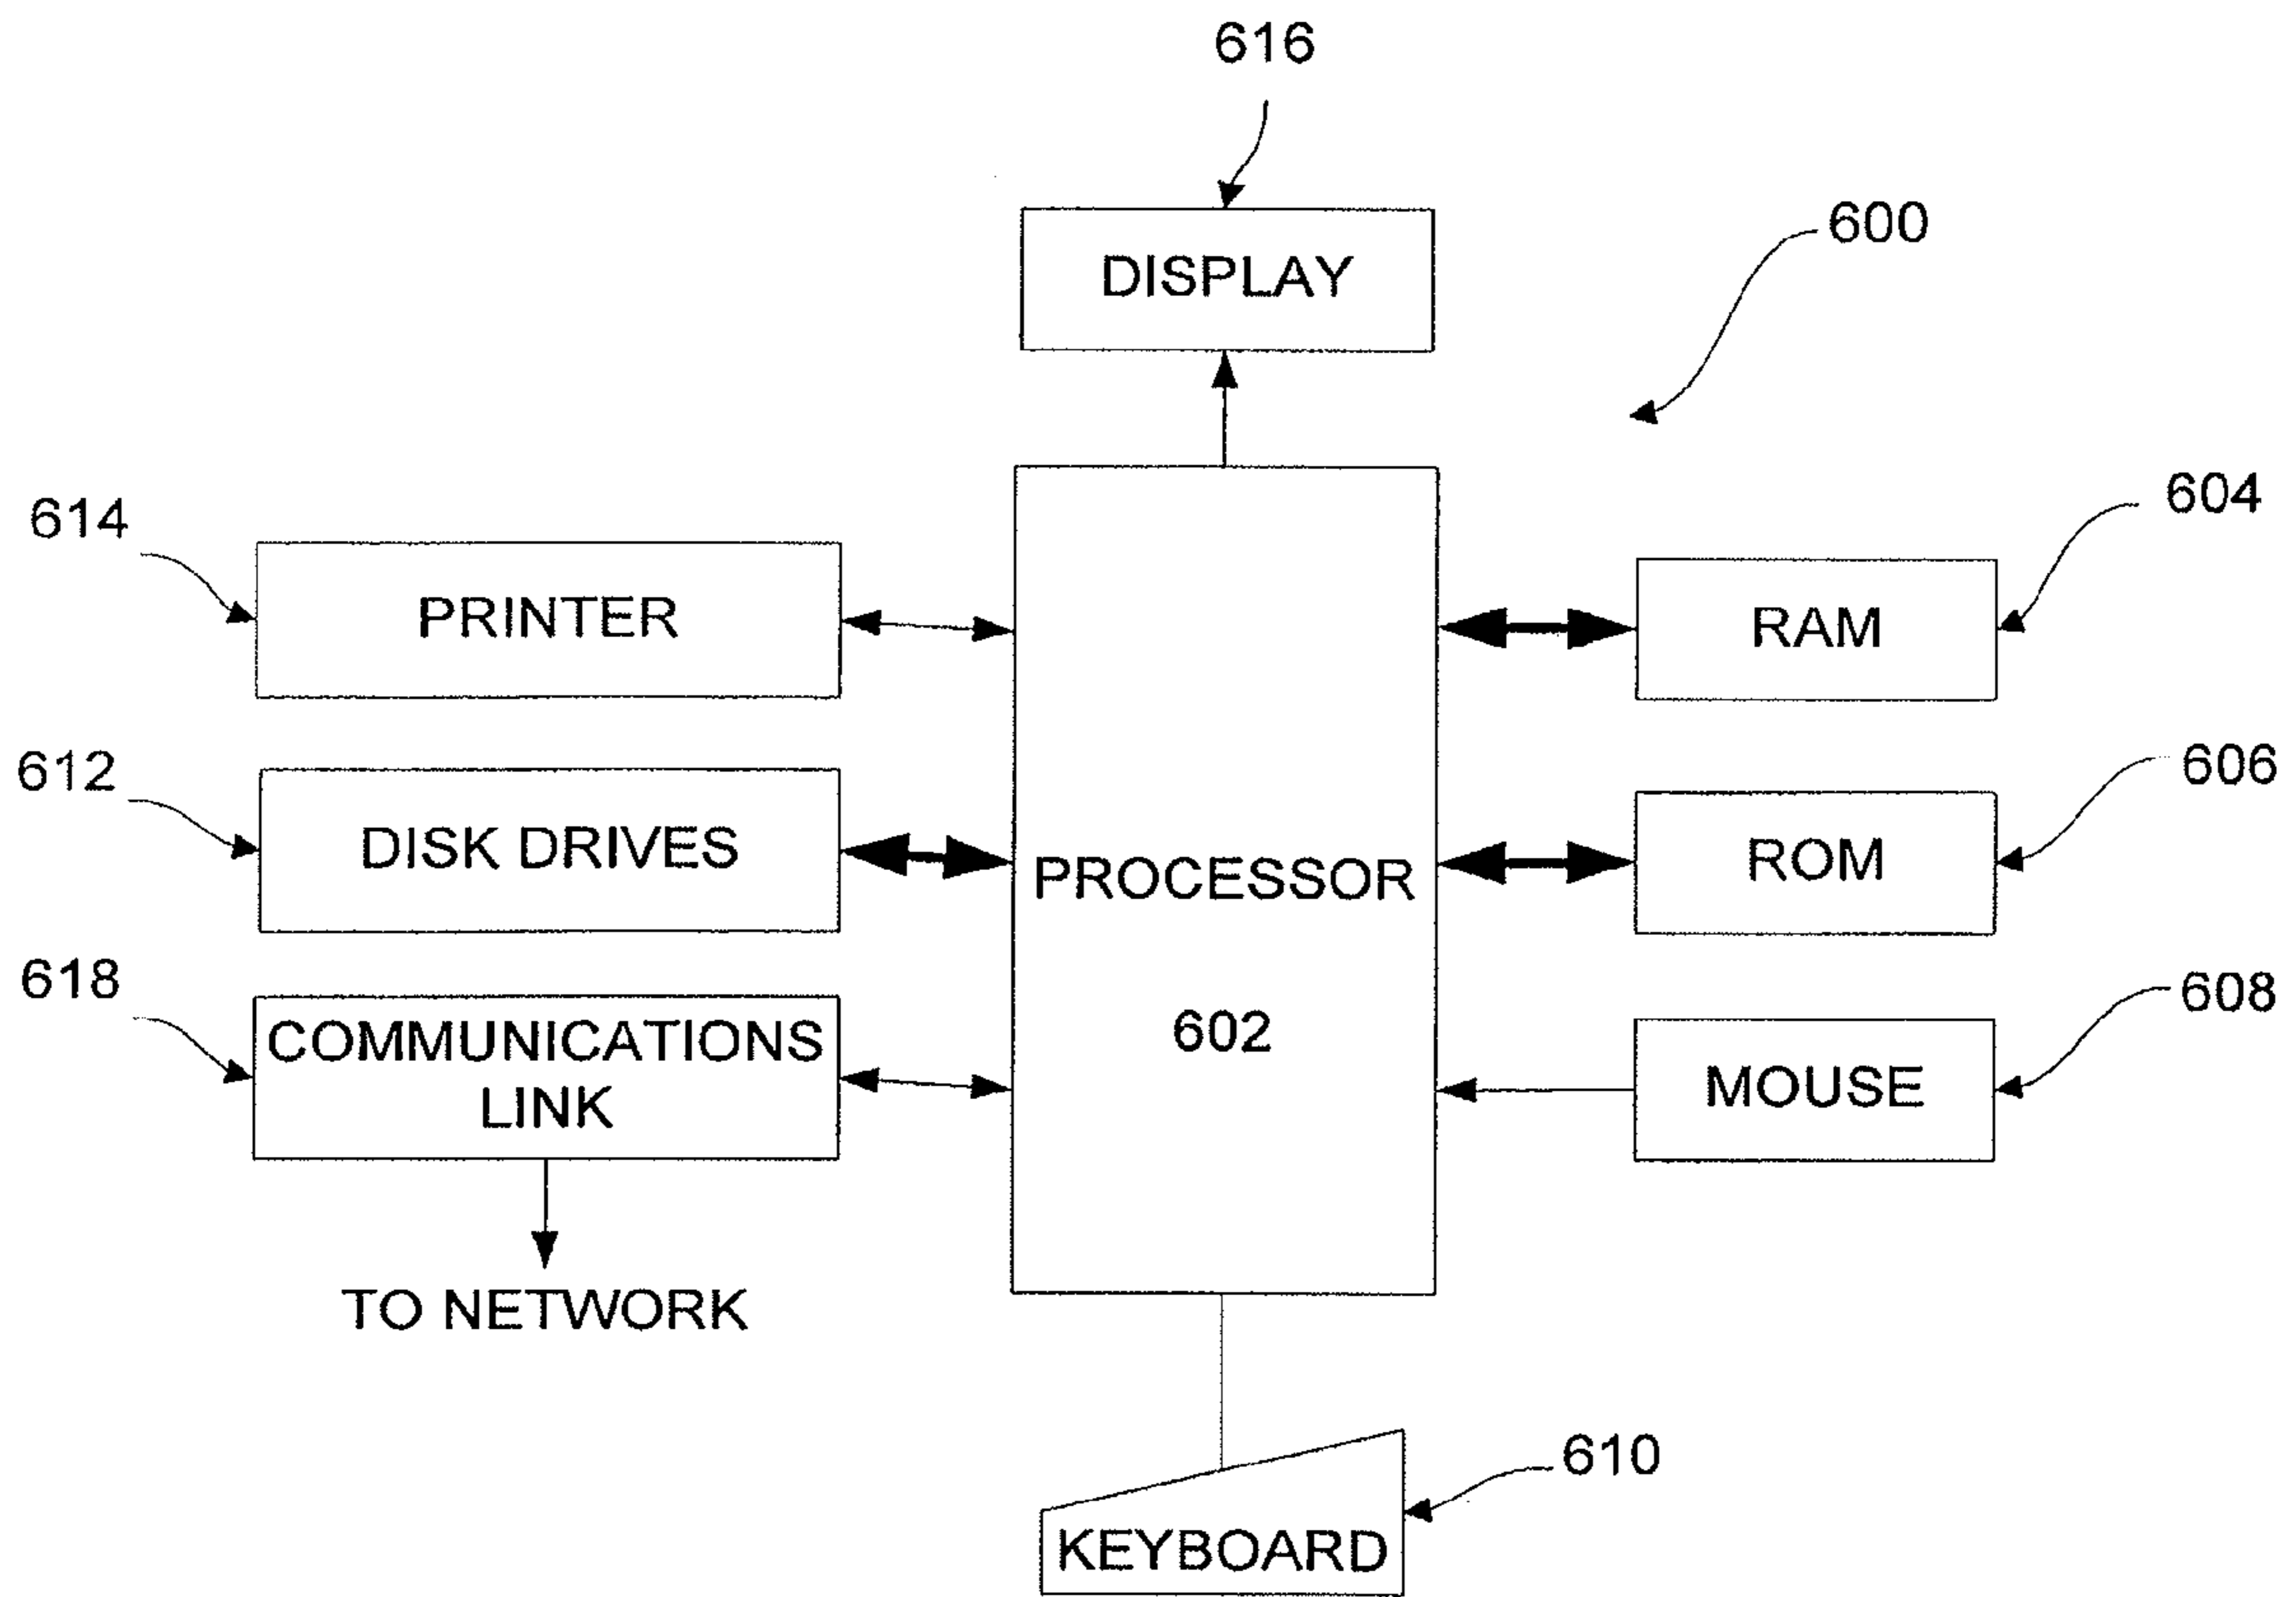 616
DISPLAY
600
614
PRINTER
604
RAM
612
DISK DRIVES
PROCESSOR
602
606
ROM
618
COMMUNICATIONS
LINK
608
MOUSE
TO NETWORK
610
KEYBOARD